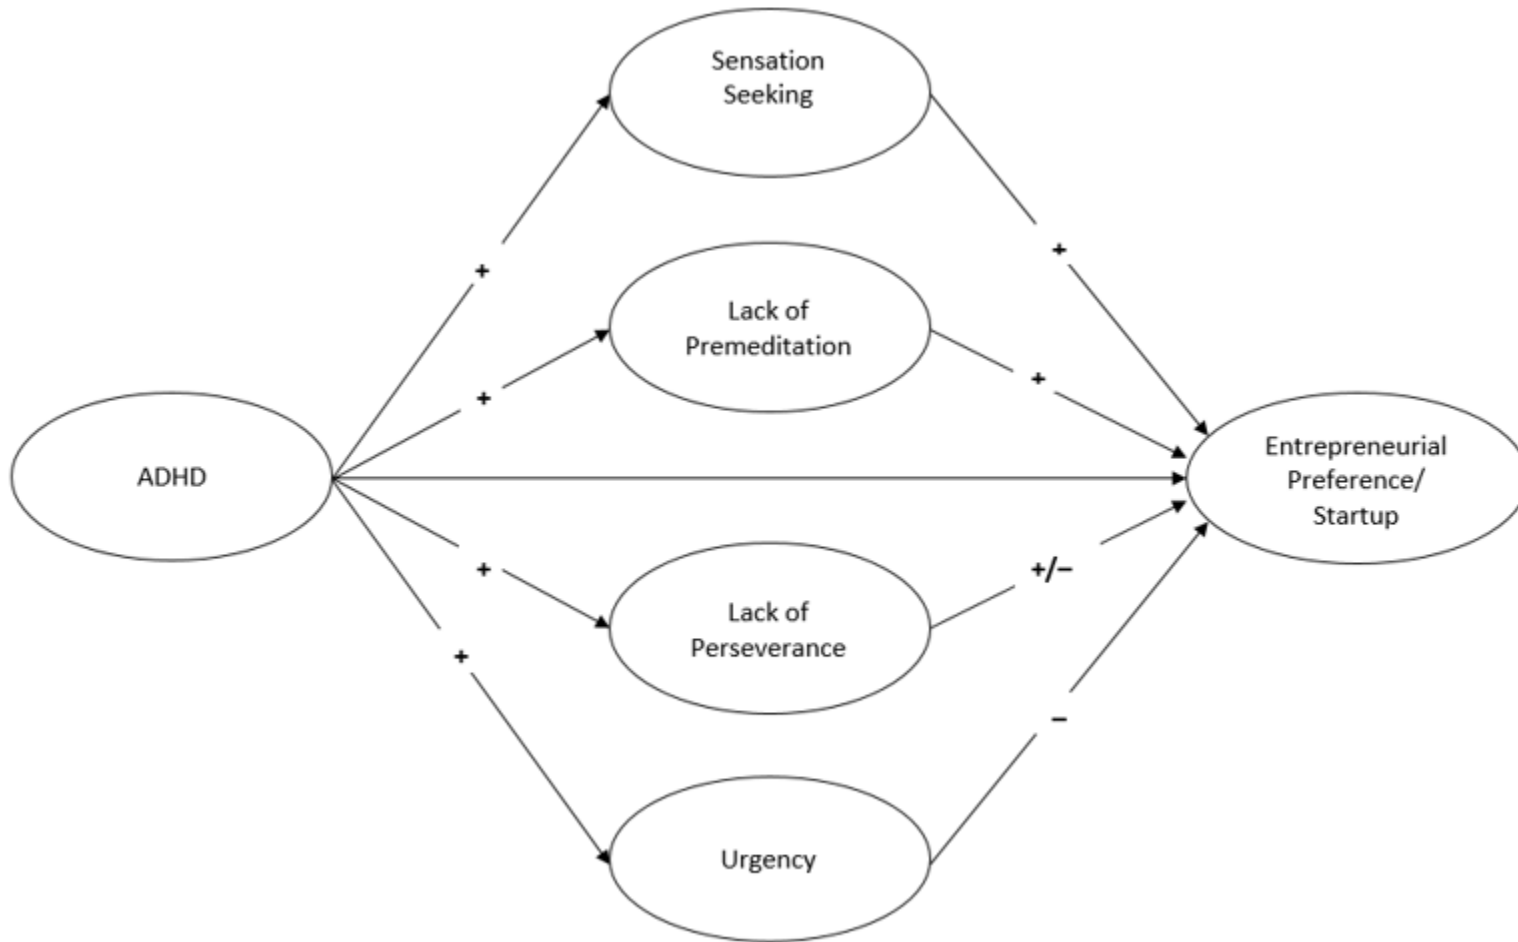 Sensation
Seeking
+
+
Lack of
Premeditation
+
+
ADHD
Entrepreneurial
Preference/
Startup
+
Lack of
Perseverance
+/−
+
−
Urgency